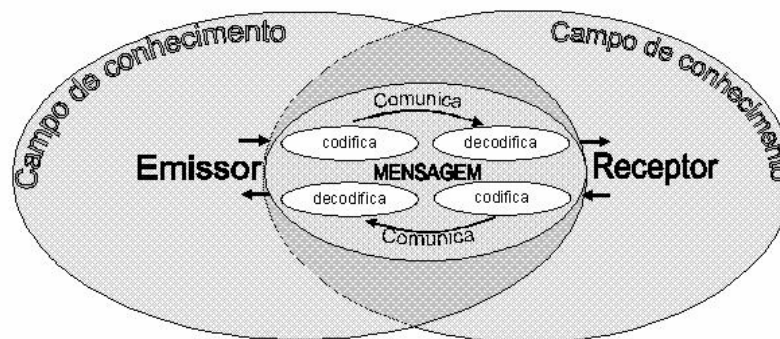 Campo de conhecimento
Campo de conhecimento
Comunica
codifica
decodifica
Emissor
MENSAGEM
Receptor
decodifica
codifica
Comunica